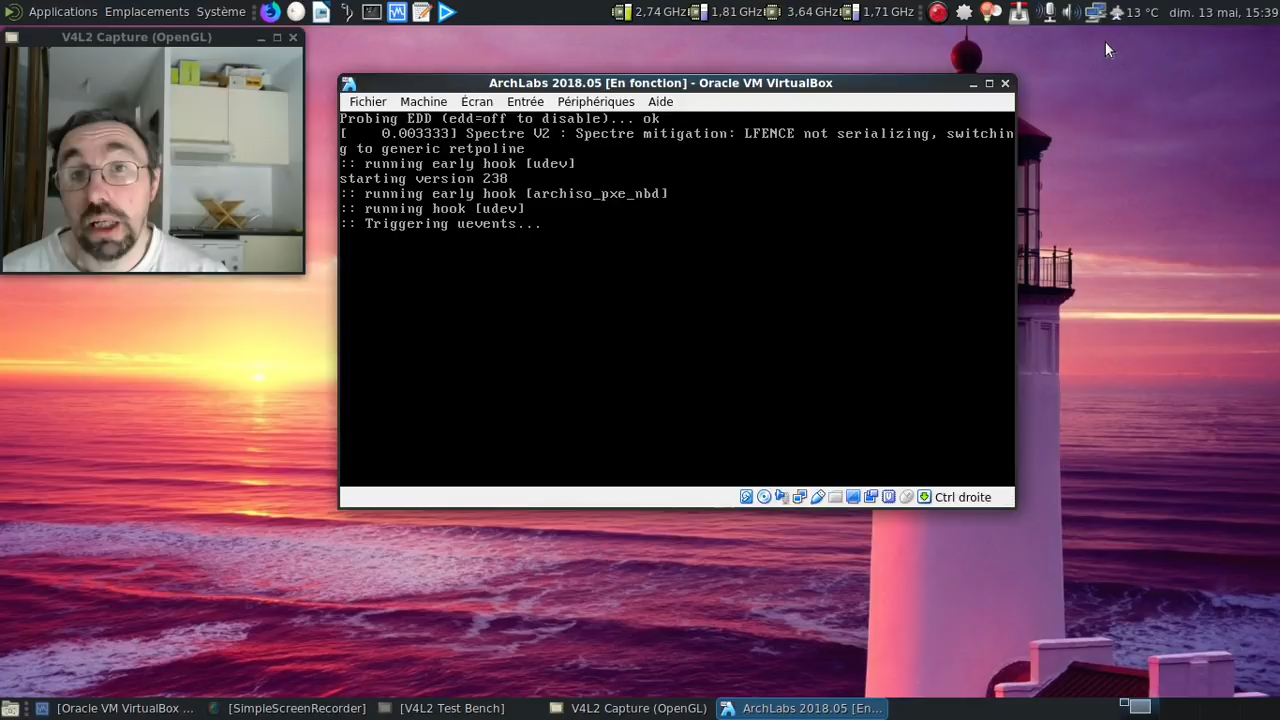 Applications Emplacements Système
2,74 GHz 1,81 GHz 3,64 GHz 1,71 GHz
13 °C dim. 13 mai, 15:39
V4L2 Capture (OpenGL)
ArchLabs 2018.05 [En fonction] - Oracle VM VirtualBox
Fichier Machine Écran Entrée Périphériques Aide
Probing EDD (edd=off to disable)... ok
[    0.003333] Spectre V2 : Spectre mitigation: LFENCE not serializing, switchin
g to generic retpoline
:: running early hook [udev]
starting version 238
:: running early hook [archiso_pxe_nbd]
:: running hook [udev]
:: Triggering uevents...
Ctrl droite
[Oracle VM VirtualBox ... [SimpleScreenRecorder] [V4L2 Test Bench] V4L2 Capture (OpenGL) ArchLabs 2018.05 [En...